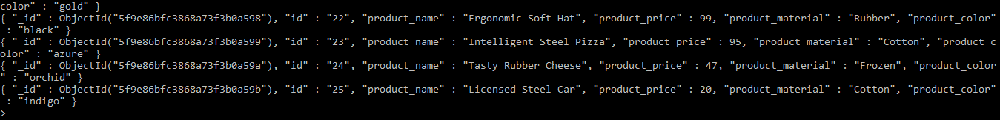 color" : "gold" }
{ "_id" : ObjectId("5f9e86bfc3868a73f3b0a598"), "id" : "22", "product_name" : "Ergonomic Soft Hat", "product_price" : 99, "product_material" : "Rubber", "product_color"
 : "black" }
{ "_id" : ObjectId("5f9e86bfc3868a73f3b0a599"), "id" : "23", "product_name" : "Intelligent Steel Pizza", "product_price" : 95, "product_material" : "Cotton", "product_c
olor" : "azure" }
{ "_id" : ObjectId("5f9e86bfc3868a73f3b0a59a"), "id" : "24", "product_name" : "Tasty Rubber Cheese", "product_price" : 47, "product_material" : "Frozen", "product_color
" : "orchid" }
{ "_id" : ObjectId("5f9e86bfc3868a73f3b0a59b"), "id" : "25", "product_name" : "Licensed Steel Car", "product_price" : 20, "product_material" : "Cotton", "product_color"
 : "indigo" }
>